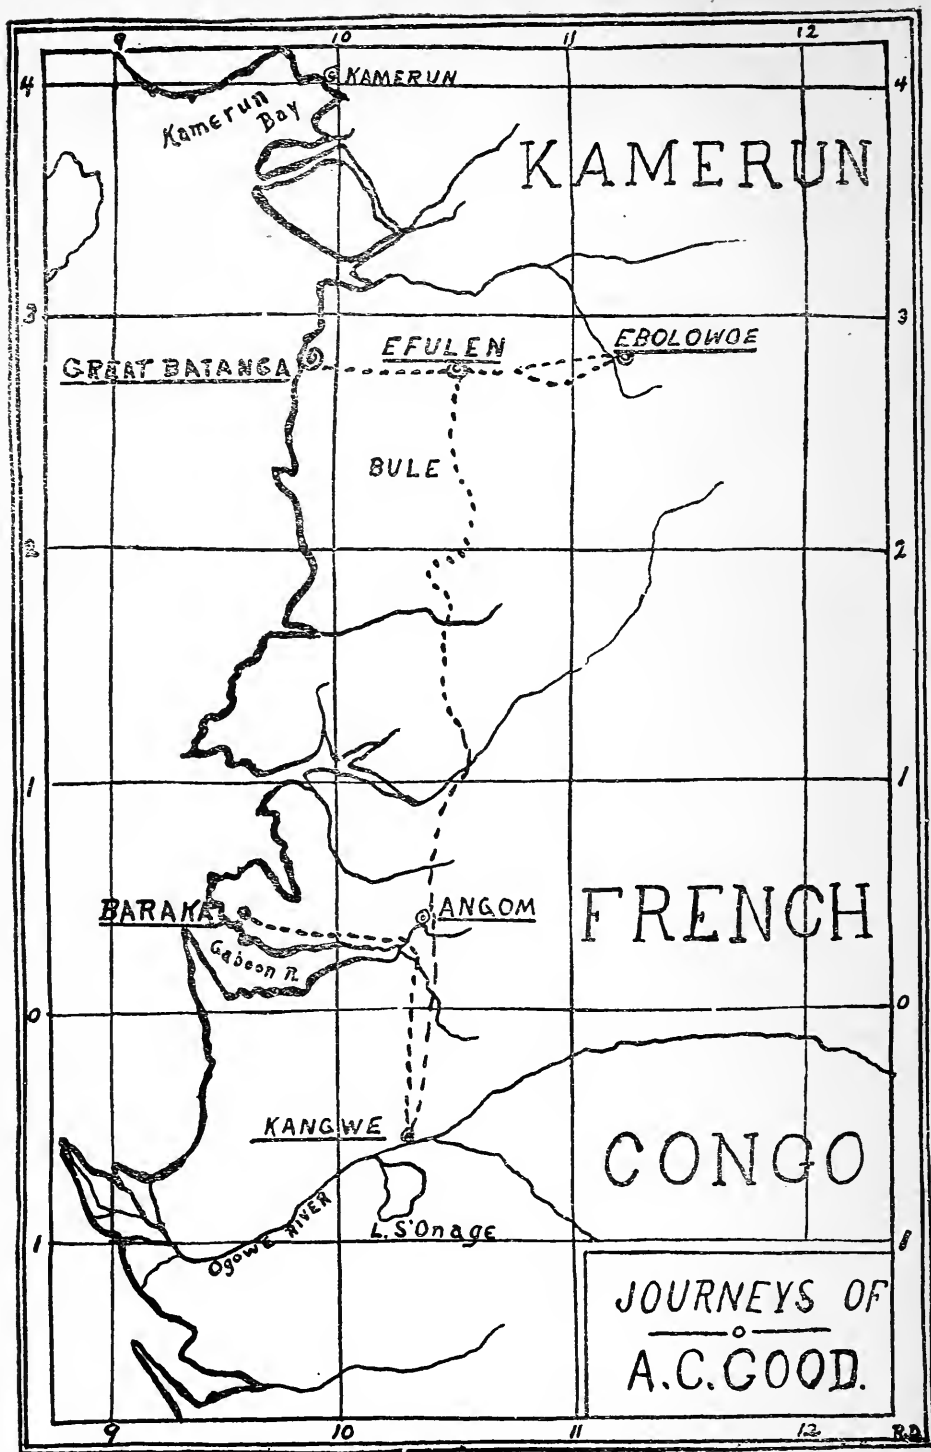 9 10 11 12
4 KAMERUN 4
Kamerun
Bay
KAMERUN
3 3
GREAT BATANGA EFULEN EBOLOWOE
BULE
2 2
1 1
BARAKA ANGOM
FRENCH
Gaboon R.
0 0
KANGWE
CONGO
L. S'Onage
Ogowe RIVER
1 1
JOURNEYS OF
A.C.GOOD.
9 10 11 12 R.D.